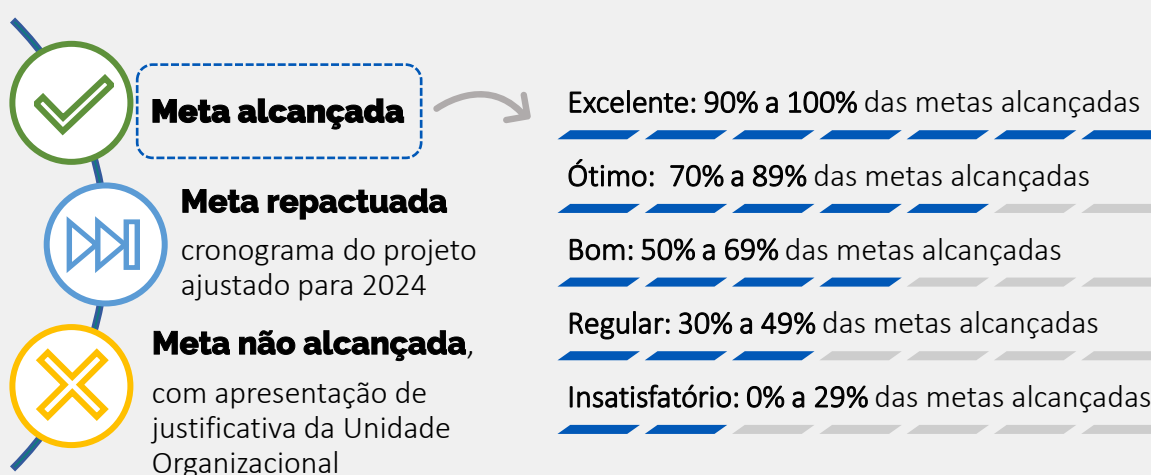 Meta alcançada
Meta repactuada
cronograma do projeto
ajustado para 2024
Meta não alcançada,
com apresentação de
justificativa da Unidade
Organizacional
Excelente: 90% a 100% das metas alcançadas
Ótimo: 70% a 89% das metas alcançadas
Bom: 50% a 69% das metas alcançadas
Regular: 30% a 49% das metas alcançadas
Insatisfatório: 0% a 29% das metas alcançadas